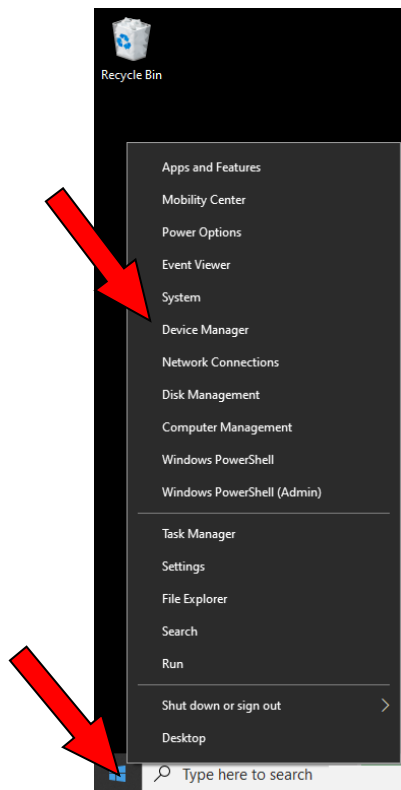 Recycle Bin
Apps and Features
Mobility Center
Power Options
Event Viewer
System
Device Manager
Network Connections
Disk Management
Computer Management
Windows PowerShell
Windows PowerShell (Admin)
Task Manager
Settings
File Explorer
Search
Run
Shut down or sign out
Desktop
Type here to search